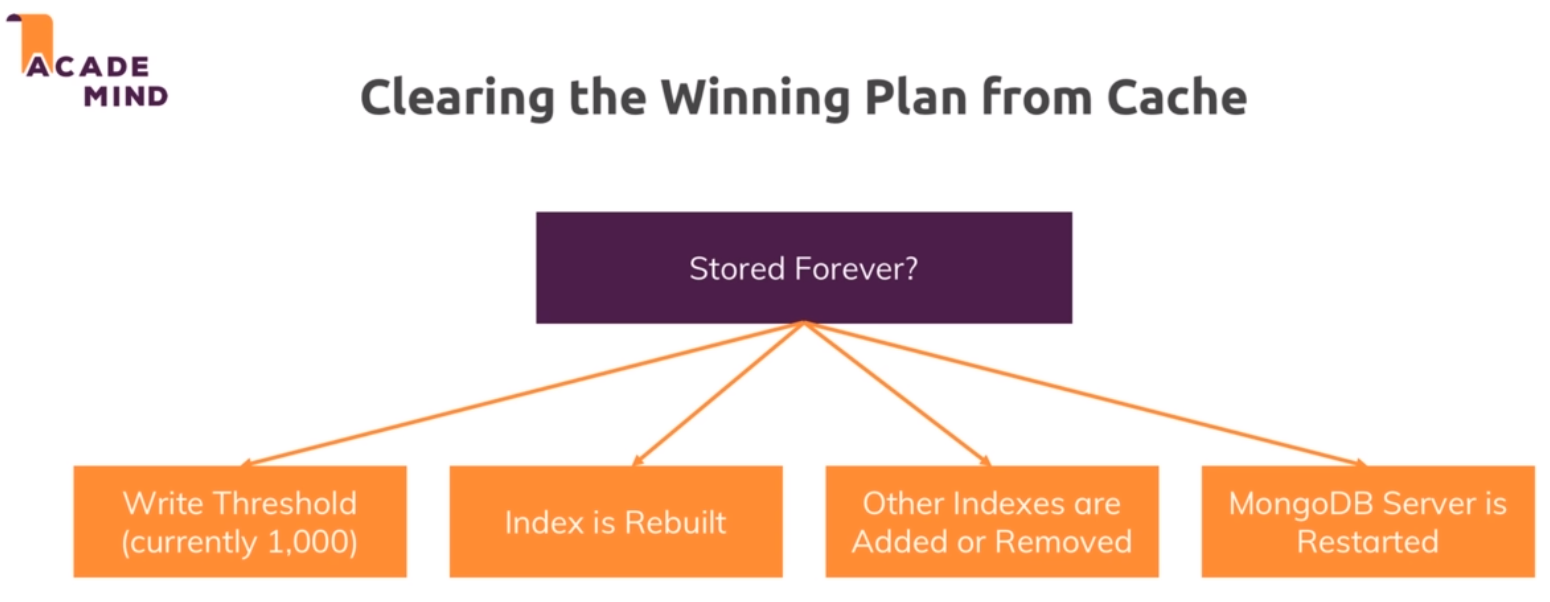 ACADE
MIND
Clearing the Winning Plan from Cache
Stored Forever?
Write Threshold
(currently 1,000)
Index is Rebuilt
Other Indexes are
Added or Removed
MongoDB Server is
Restarted